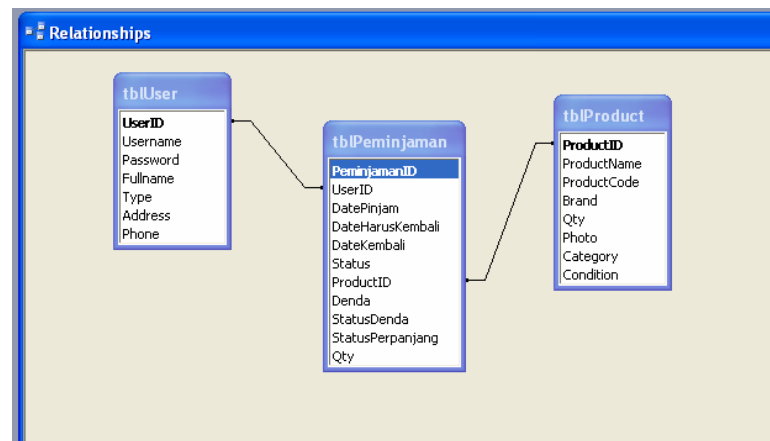 Relationships
tblUser
UserID
Username
Password
Fullname
Type
Address
Phone
tblPeminjaman
PeminjamanID
UserID
DatePinjam
DateHarusKembali
DateKembali
Status
ProductID
Denda
StatusDenda
StatusPerpanjang
Qty
tblProduct
ProductID
ProductName
ProductCode
Brand
Qty
Photo
Category
Condition